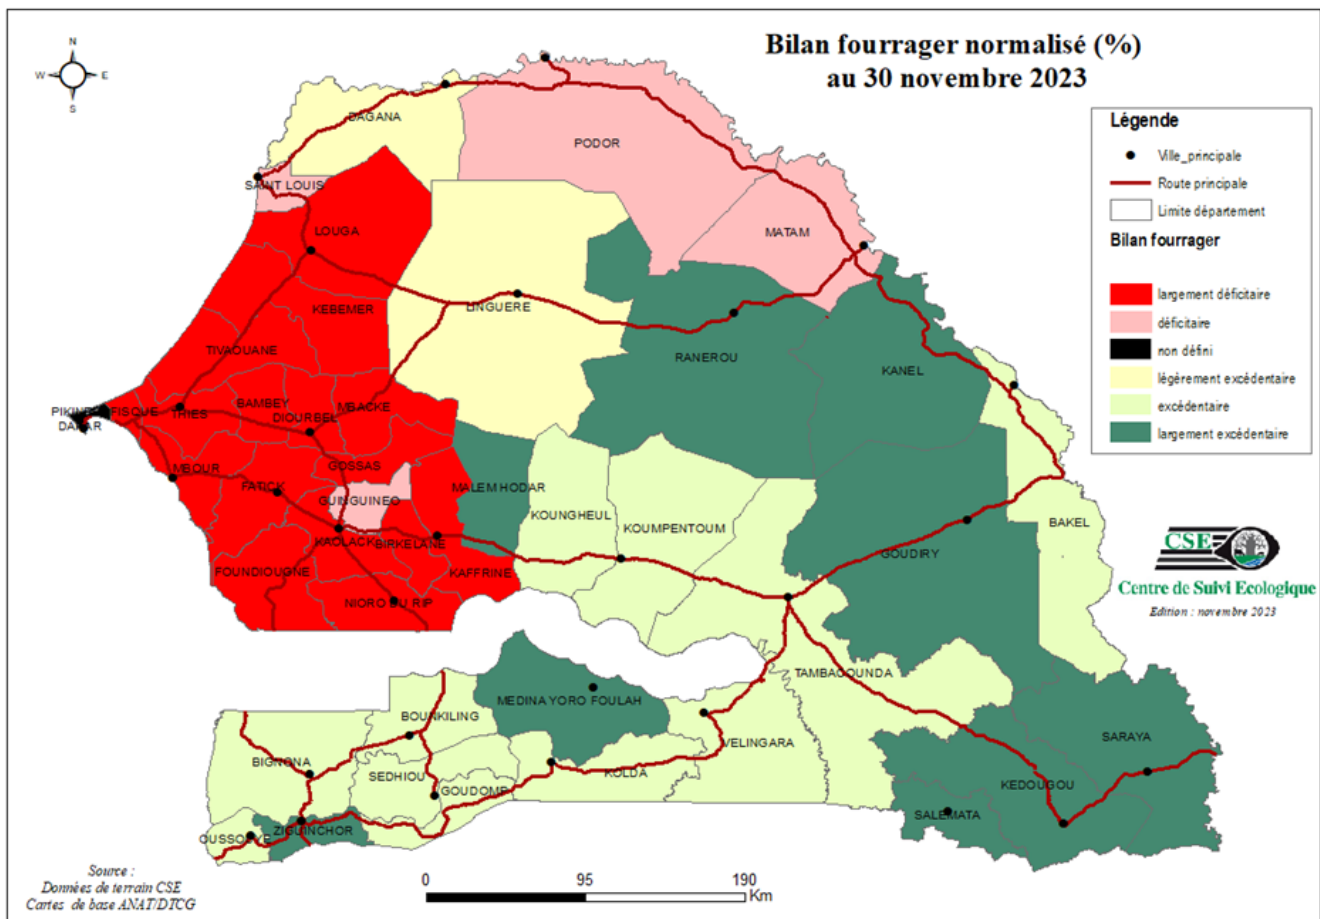 Bilan fourrager normalisé (%)
au 30 novembre 2023
N
W
E
S
Légende
Ville_principale
Route principale
Limite département
Bilan fourrager
largement déficitaire
déficitaire
non défini
légèrement excédentaire
excédentaire
largement excédentaire
DAGANA
PODOR
SAINT LOUIS
LOUGA
MATAM
KEBEMER
LINGUERE
TIVAOUANE
RANEROU
KANEL
BAMBEY
MBACKE
THIES
DIOURBEL
DAKAR
MBOUR
GOSSAS
FATICK
GUINGUINEO
MALEM HODAR
KOUNGHEUL
KOUMPENTOUM
BAKEL
KAOLACK
BIRKELANE
GOUDIRY
FOUNDIOUGNE
KAFFRINE
NIORO DU RIP
CSE
Centre de Suivi Ecologique
Edition : novembre 2023
TAMBACOUNDA
MEDINA YORO FOULAH
BOUNKILING
VELINGARA
SARAYA
BIGNONA
SEDHIOU
KOLDA
GOUDOMP
KEDOUGOU
SALEMATA
ZIGUINCHOR
OUSSOUYE
Source :
Données de terrain CSE
Cartes de base ANAT/DTCG
0
95
190
Km